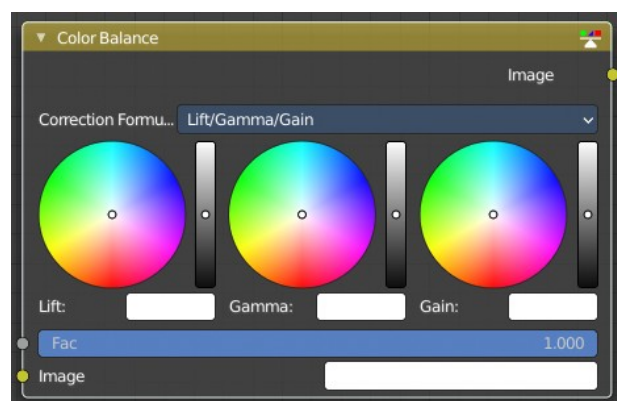 Color Balance
Image
Correction Formu... Lift/Gamma/Gain
Lift: Gamma: Gain:
Fac 1.000
Image